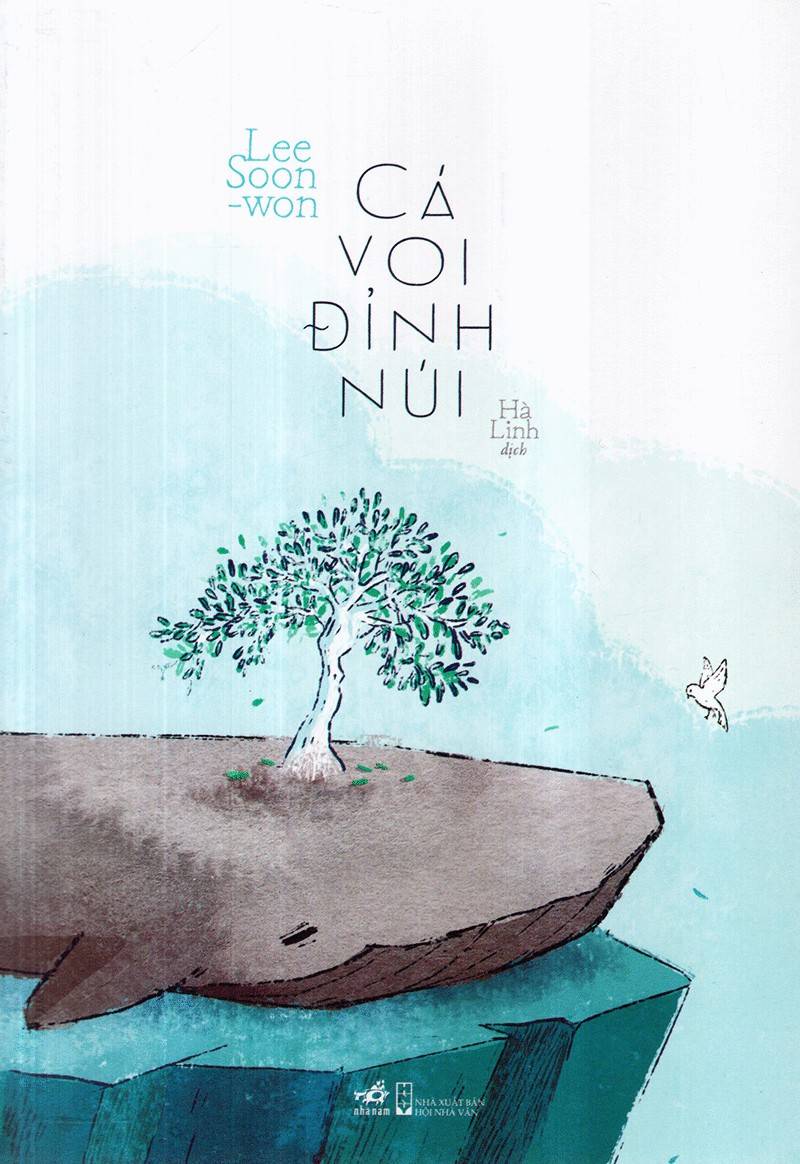 Lee
Soon
-won
CÁ
VOI
ĐỈNH
NÚI
Hà
Linh
dịch
nhã nam
NHÀ XUẤT BẢN
HỘI NHÀ VĂN